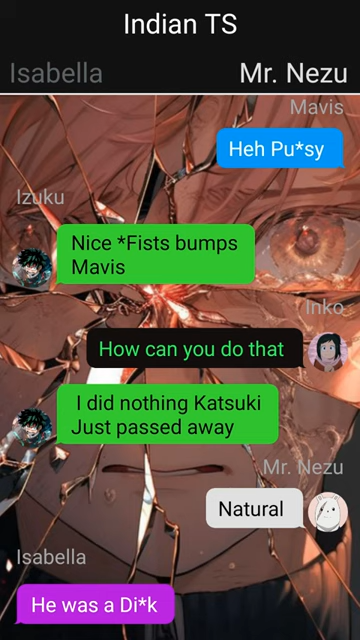 Indian TS
Isabella
Mr. Nezu
Mavis
Heh Pu*sy
Izuku
Nice *Fists bumps
Mavis
Inko
How can you do that
I did nothing Katsuki
Just passed away
Mr. Nezu
Natural
Isabella
He was a Di*k